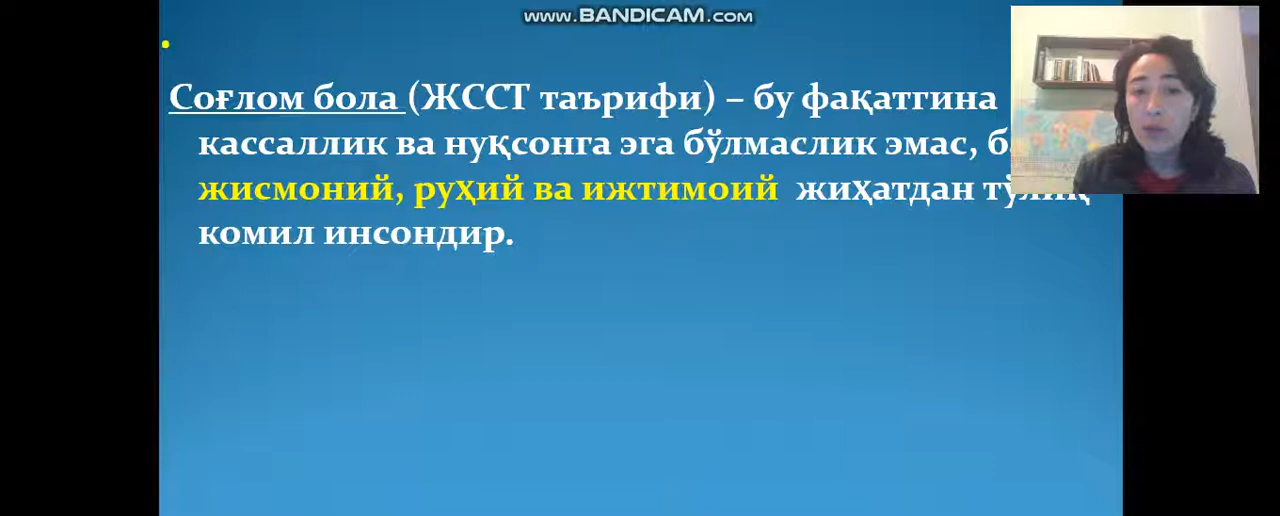 www.BANDICAM.com
Соғлом бола (ЖССТ таърифи) – бу фақатгина
кассаллик ва нуқсонга эга бўлмаслик эмас,
жисмоний, руҳий ва ижтимоий жиҳатдан тўлиқ
комил инсондир.